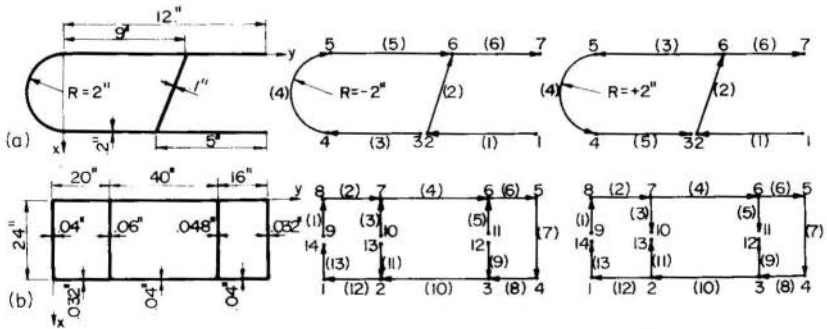 12" 9" y 5 (5) 6 (6) 7 5 (3) 6 (6) 7
R=2" 1" (4) R=-2" (2) (4) R=+2" (2)
(a) x 2" 5" 4 (3) 32 (1) 1 4 (5) 32 (1) 1
20" 40" 16" y 8 (2) 7 (4) 6 (6) 5 8 (2) 7 (4) 6 (6) 5
24" .04" .06" .048" .032" (1) 9 (3) 10 (5) 11 (7) (1) 9 (3) 10 (5) 11 (7)
14 13 12 14 13 12
(13) (11) (9) (13 (11) (9)
(b) .032" .04" .04" 1 (12) 2 (10) 3 (8) 4 1 (12) 2 (10) 3 (8) 4
x